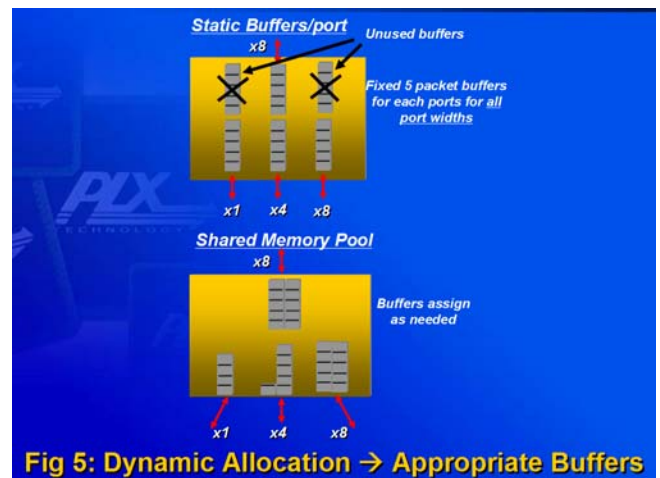 Static Buffers/port
x8
Unused buffers
Fixed 5 packet buffers
for each ports for all
port widths
x1 x4 x8
PLX
TECHNOLOGY
Shared Memory Pool
x8
Buffers assign
as needed
x1 x4 x8
Fig 5: Dynamic Allocation → Appropriate Buffers